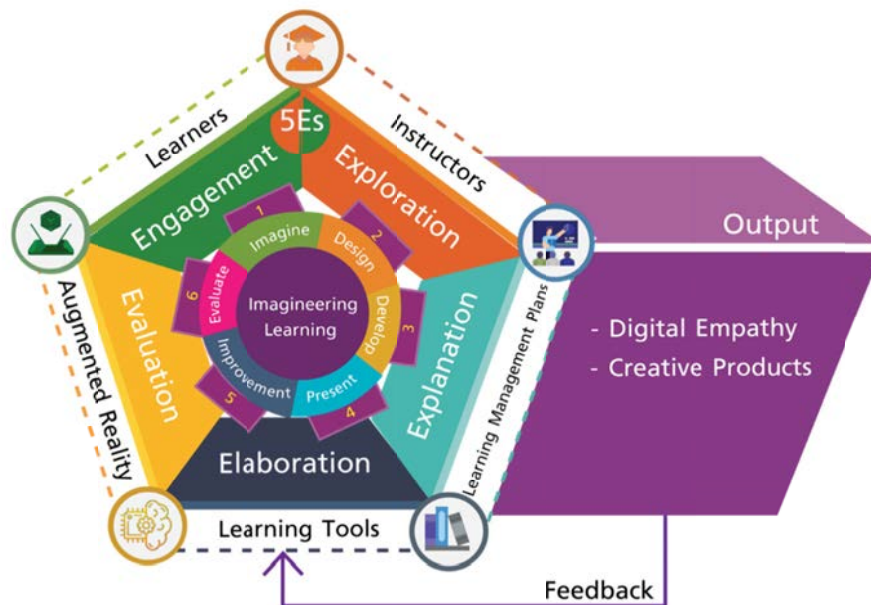 5Es
Learners
Instructors
Learning Management Plans
Learning Tools
Augmented Reality
Engagement
Exploration
Explanation
Elaboration
Evaluation
1
Imagine
2
Design
3
Develop
4
Present
5
Improvement
6
Evaluate
Imagineering
Learning
Output
- Digital Empathy
- Creative Products
Feedback